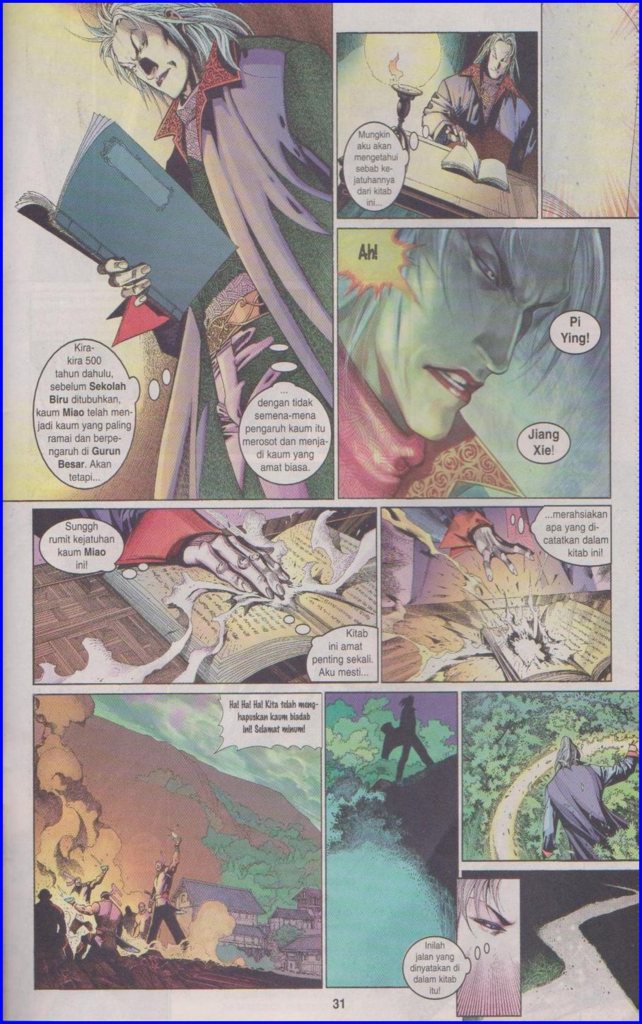 Kira-
kira 500
tahun dahulu,
sebelum Sekolah
Biru ditubuhkan,
kaum Miao telah men-
jadi kaum yang paling
ramai dan berpe-
ngaruh di Gurun
Besar. Akan
tetapi...
...
dengan tidak
semena-mena
pengaruh kaum itu
merosot dan menja-
di kaum yang
amat biasa.
Mungkin
aku akan
mengetahui
sebab ke-
jatuhannya
dari kitab
ini...
Ah!
Pi
Ying!
Jiang
Xie!
Sunggh
rumit kejatuhan
kaum Miao
ini!
Kitab
ini amat
penting sekali.
Aku mesti...
...merahsiakan
apa yang di-
catatkan dalam
kitab ini!
Ha! Ha! Ha! Kita telah meng-
hapuskan kaum biadab
ini! Selamat minum!
Inilah
jalan yang
dinyatakan di
dalam kitab
itu!
31